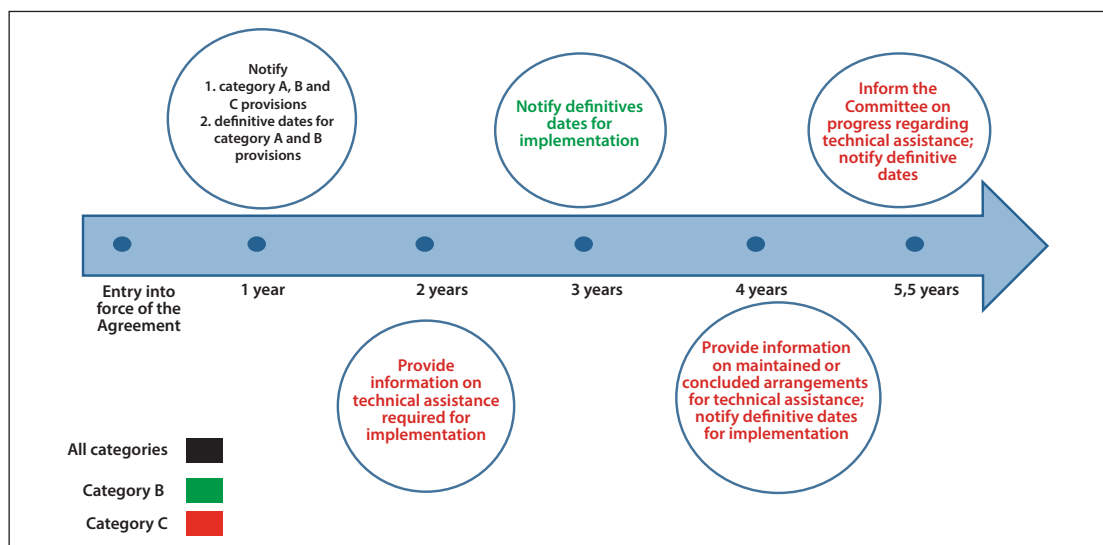 Notify
1. category A, B and
C provisions
2. definitive dates for
category A and B
provisions
Notify definitives
dates for
implementation
Inform the
Committee on
progress regarding
technical assistance;
notify definitive
dates
Entry into
force of the
Agreement
1 year
2 years
3 years
4 years
5,5 years
Provide
information on
technical assistance
required for
implementation
Provide information
on maintained or
concluded arrangements
for technical assistance;
notify definitive dates
for implementation
All categories
Category B
Category C